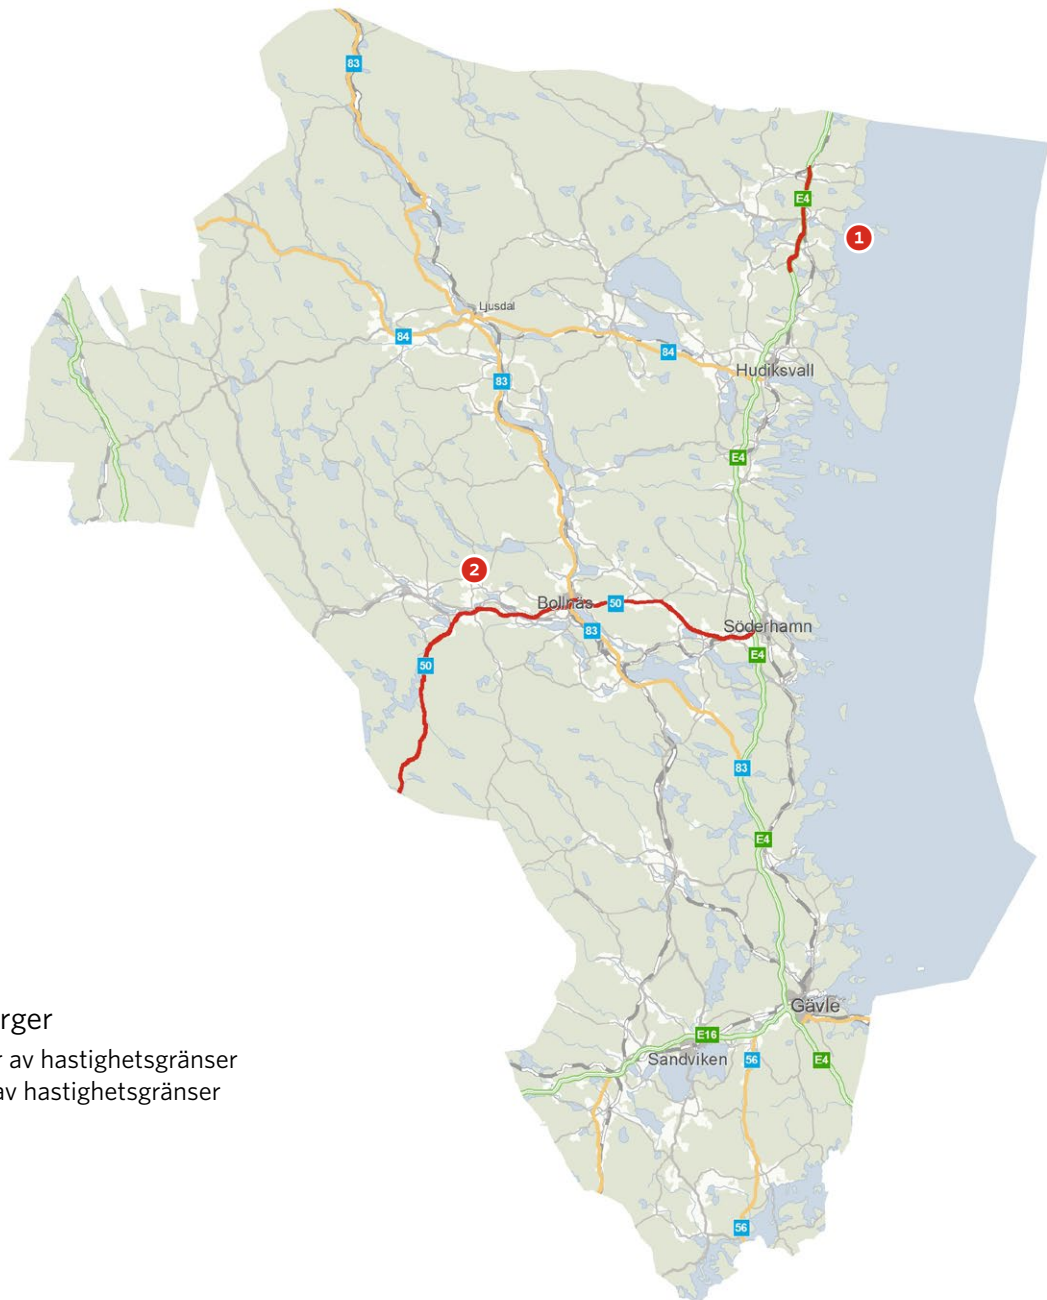 83
E4
1
Ljusdal
84
84
Hudiksvall
83
E4
2
Bollnäs
50
83
Söderhamn
E4
50
83
E4
Gävle
rger
E16
Sandviken
56
E4
r av hastighetsgränser
av hastighetsgränser
56